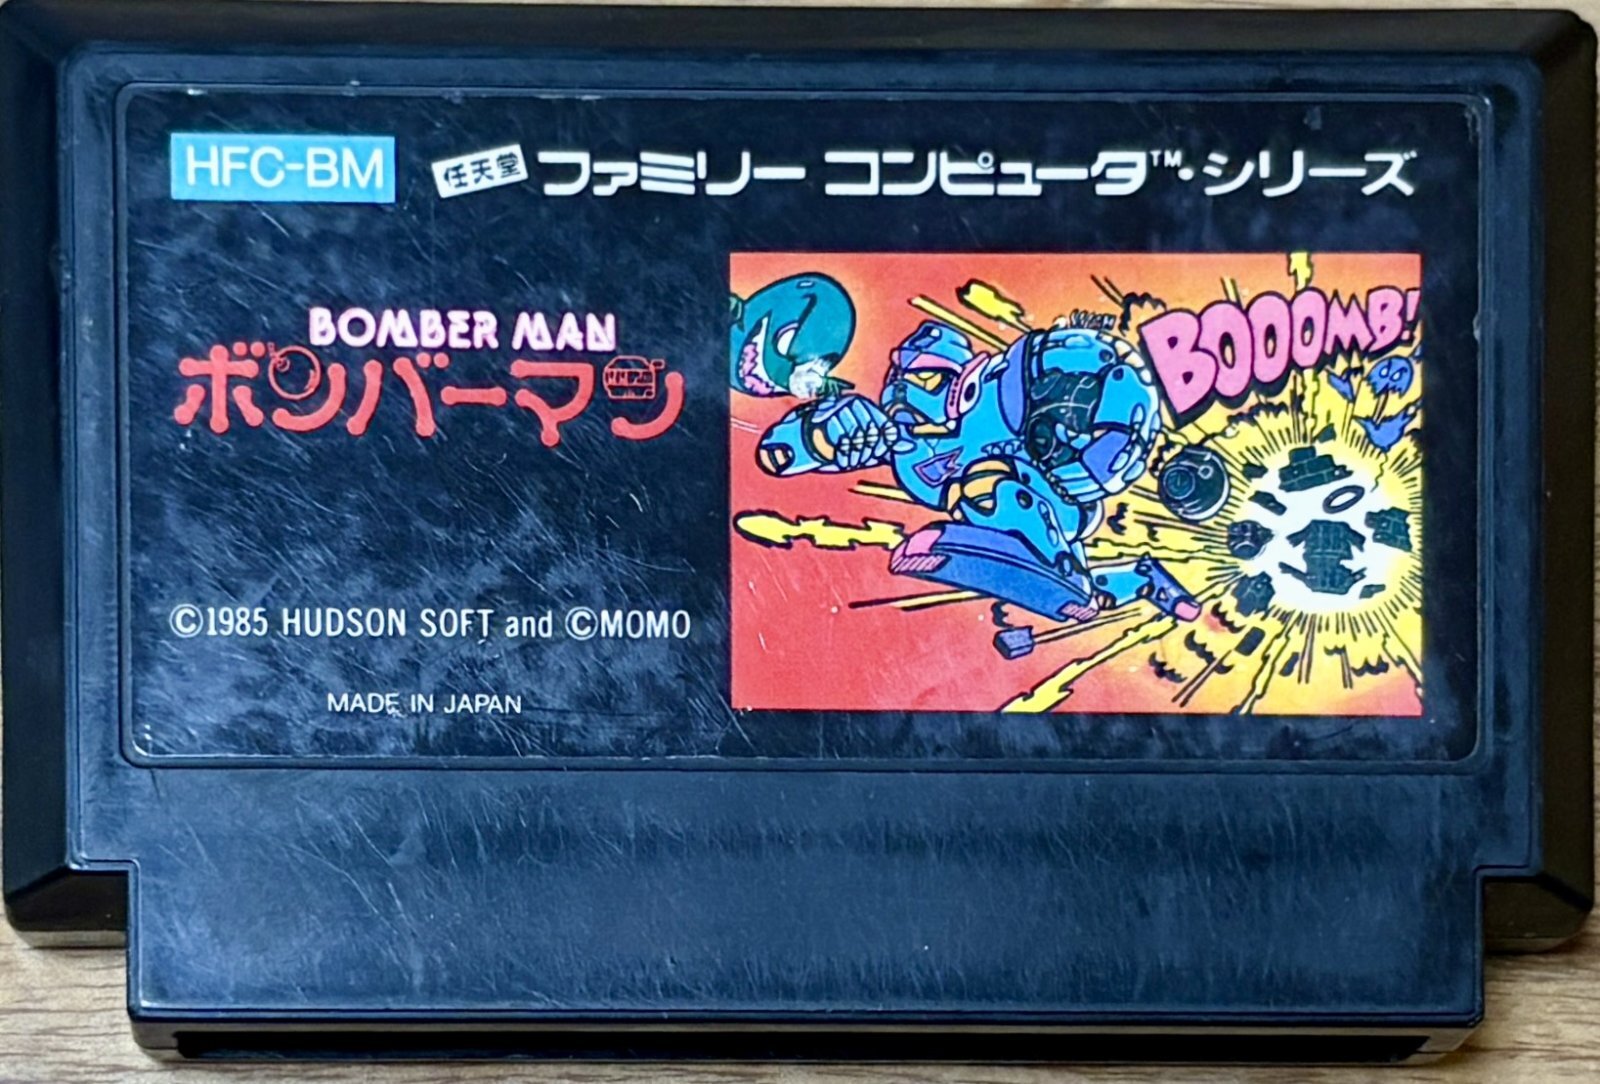 HFC-BM
任天堂 ファミリー コンピュータ™・シリーズ
BOMBER MAN
ボンバーマン
BOOOMB!
©1985 HUDSON SOFT and ©MOMO
MADE IN JAPAN